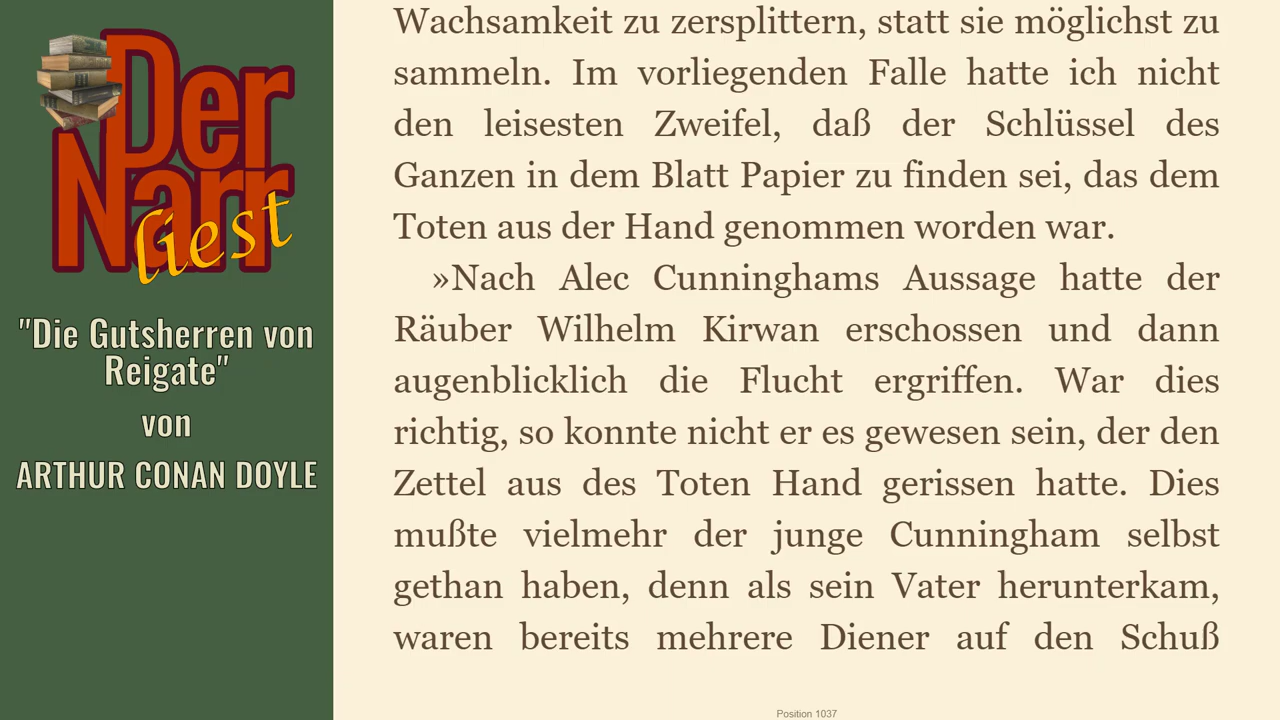 Der
Narr
liest
"Die Gutsherren von
Reigate"
von
ARTHUR CONAN DOYLE
Wachsamkeit zu zersplittern, statt sie möglichst zu
sammeln. Im vorliegenden Falle hatte ich nicht
den leisesten Zweifel, daß der Schlüssel des
Ganzen in dem Blatt Papier zu finden sei, das dem
Toten aus der Hand genommen worden war.
»Nach Alec Cunninghams Aussage hatte der
Räuber Wilhelm Kirwan erschossen und dann
augenblicklich die Flucht ergriffen. War dies
richtig, so konnte nicht er es gewesen sein, der den
Zettel aus des Toten Hand gerissen hatte. Dies
mußte vielmehr der junge Cunningham selbst
gethan haben, denn als sein Vater herunterkam,
waren bereits mehrere Diener auf den Schuß
Position 1037